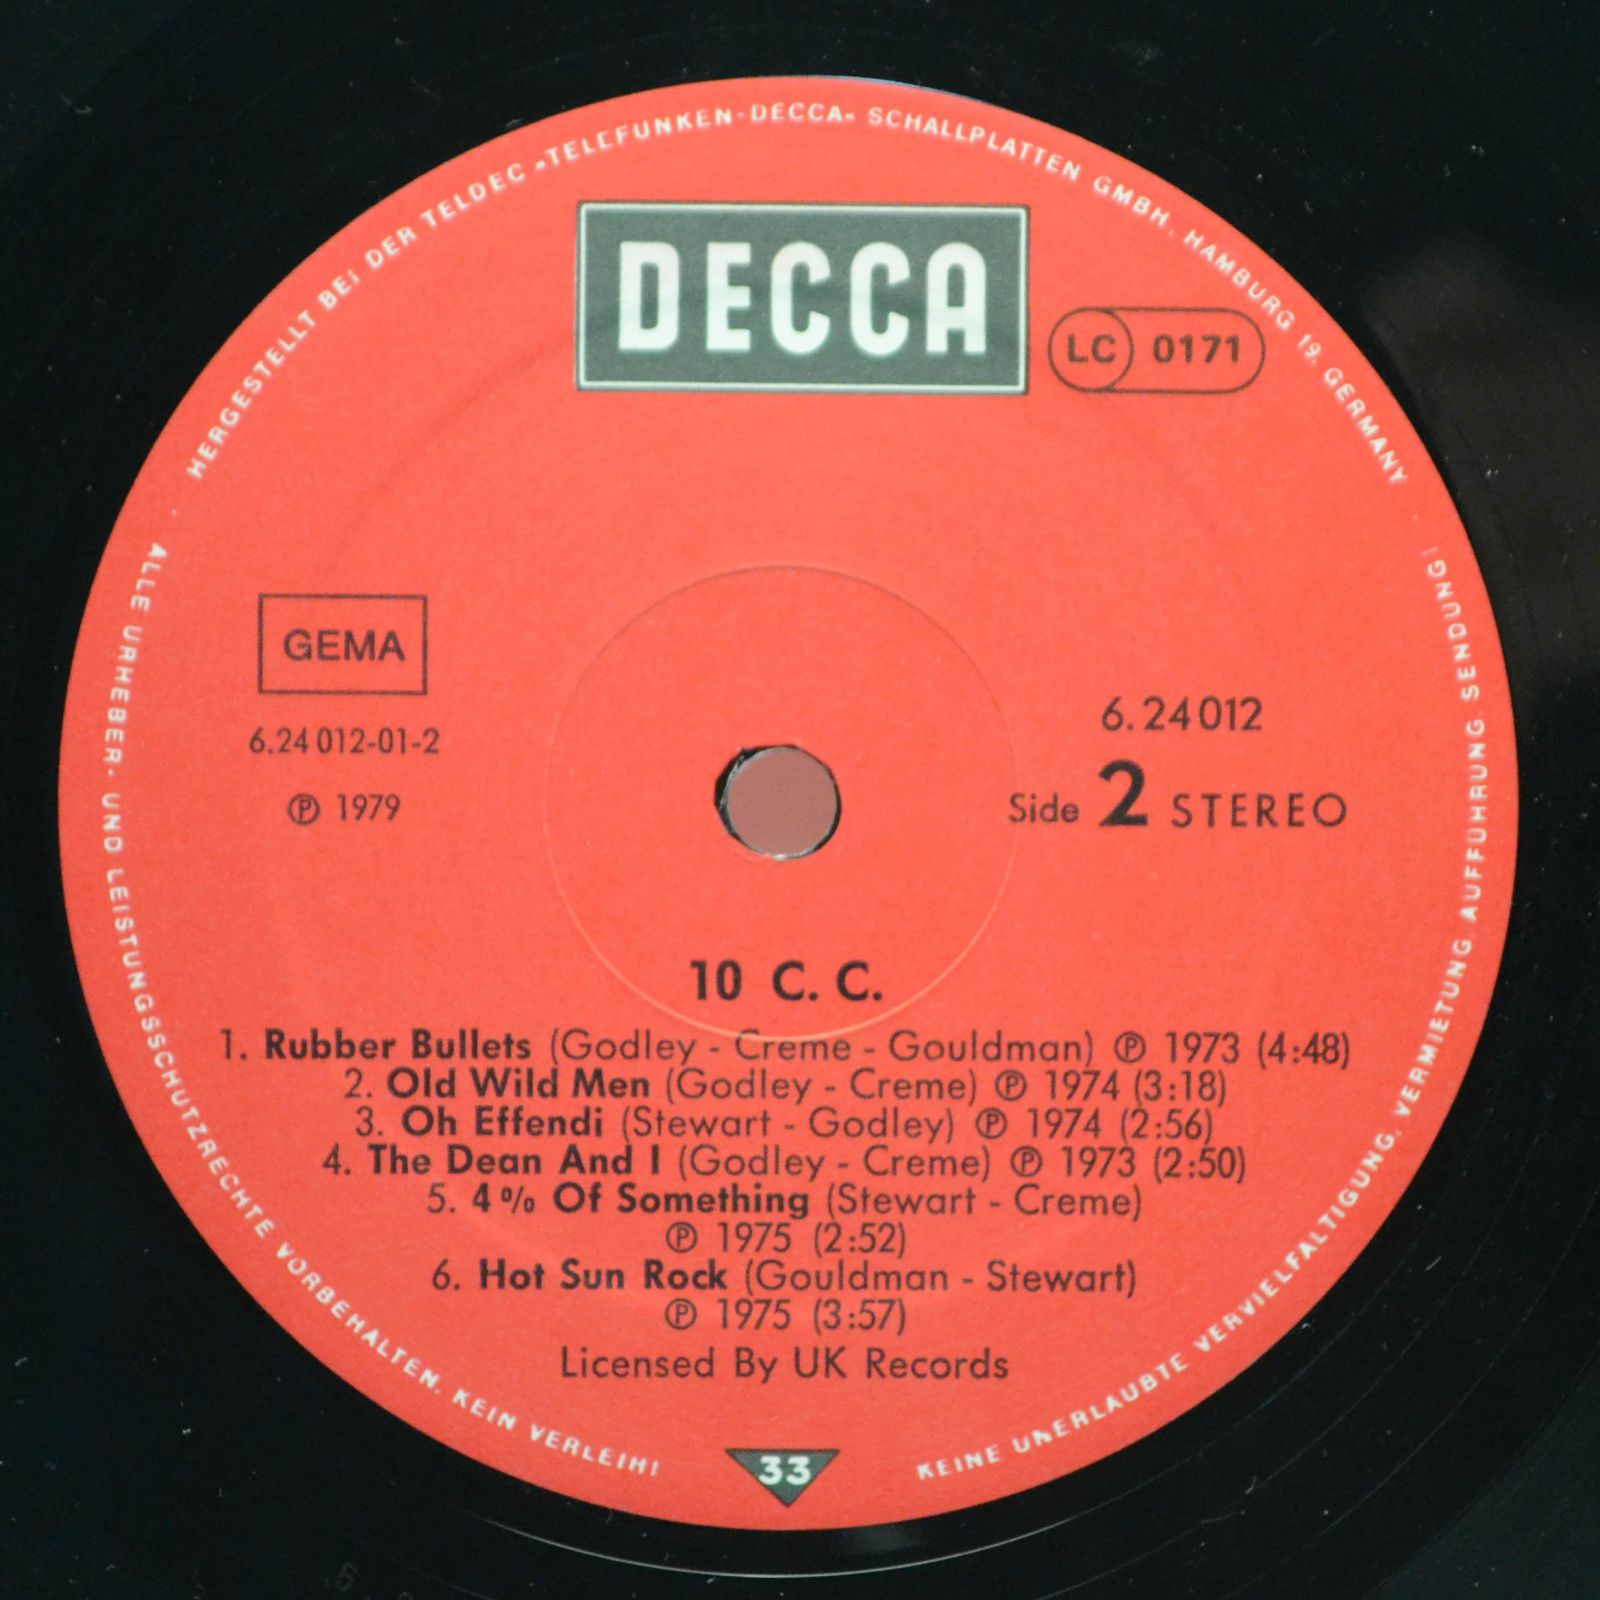 HERGESTELLT BEI DER TELDEC »TELEFUNKEN-DECCA« SCHALLPLATTEN GMBH, HAMBURG 19, GERMANY
DECCA
LC 0171
GEMA
6.24 012-01-2
℗ 1979
6.24012
Side 2 STEREO
10 C. C.
1. Rubber Bullets (Godley - Creme - Gouldman) ℗ 1973 (4:48)
2. Old Wild Men (Godley - Creme) ℗ 1974 (3:18)
3. Oh Effendi (Stewart - Godley) ℗ 1974 (2:56)
4. The Dean And I (Godley - Creme) ℗ 1973 (2:50)
5. 4% Of Something (Stewart - Creme)
℗ 1975 (2:52)
6. Hot Sun Rock (Gouldman - Stewart)
℗ 1975 (3:57)
Licensed By UK Records
33
ALLE URHEBER- UND LEISTUNGSSCHUTZRECHTE VORBEHALTEN. KEIN VERLEIH!
KEINE UNERLAUBTE VERVIELFALTIGUNG, VERMIETUNG, AUFFUHRUNG, SENDUNG!